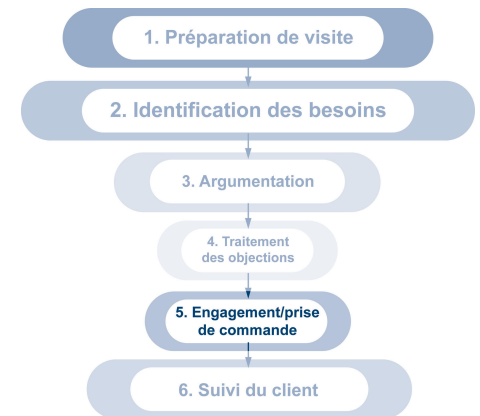 1. Préparation de visite
2. Identification des besoins
3. Argumentation
4. Traitement
des objections
5. Engagement/prise
de commande
6. Suivi du client